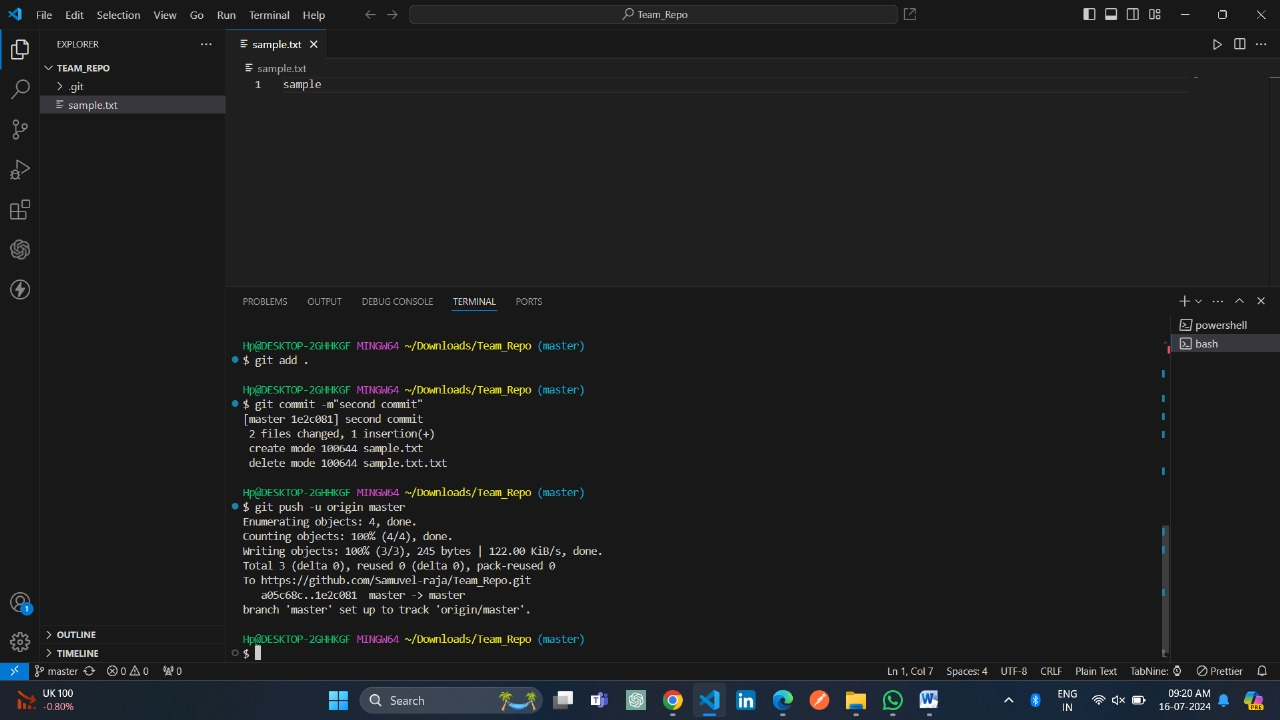 File Edit Selection View Go Run Terminal Help
Team_Repo
EXPLORER
sample.txt
TEAM_REPO
sample.txt
.git
1 sample
sample.txt
PROBLEMS OUTPUT DEBUG CONSOLE TERMINAL PORTS
powershell
bash
Hp@DESKTOP-2GHHKGF MINGW64 ~/Downloads/Team_Repo (master)
$ git add .
Hp@DESKTOP-2GHHKGF MINGW64 ~/Downloads/Team_Repo (master)
$ git commit -m"second commit"
[master 1e2c081] second commit
2 files changed, 1 insertion(+)
create mode 100644 sample.txt
delete mode 100644 sample.txt.txt
Hp@DESKTOP-2GHHKGF MINGW64 ~/Downloads/Team_Repo (master)
$ git push -u origin master
Enumerating objects: 4, done.
Counting objects: 100% (4/4), done.
Writing objects: 100% (3/3), 245 bytes | 122.00 KiB/s, done.
Total 3 (delta 0), reused 0 (delta 0), pack-reused 0
To https://github.com/Samuvel-raja/Team_Repo.git
a05c68c..1e2c081 master -> master
branch 'master' set up to track 'origin/master'.
Hp@DESKTOP-2GHHKGF MINGW64 ~/Downloads/Team_Repo (master)
$
1
OUTLINE
TIMELINE
master 0 0 0
Ln 1, Col 7 Spaces: 4 UTF-8 CRLF Plain Text TabNine: Prettier
UK 100
-0.80%
Search
ENG
IN
09:20 AM
16-07-2024
PRE